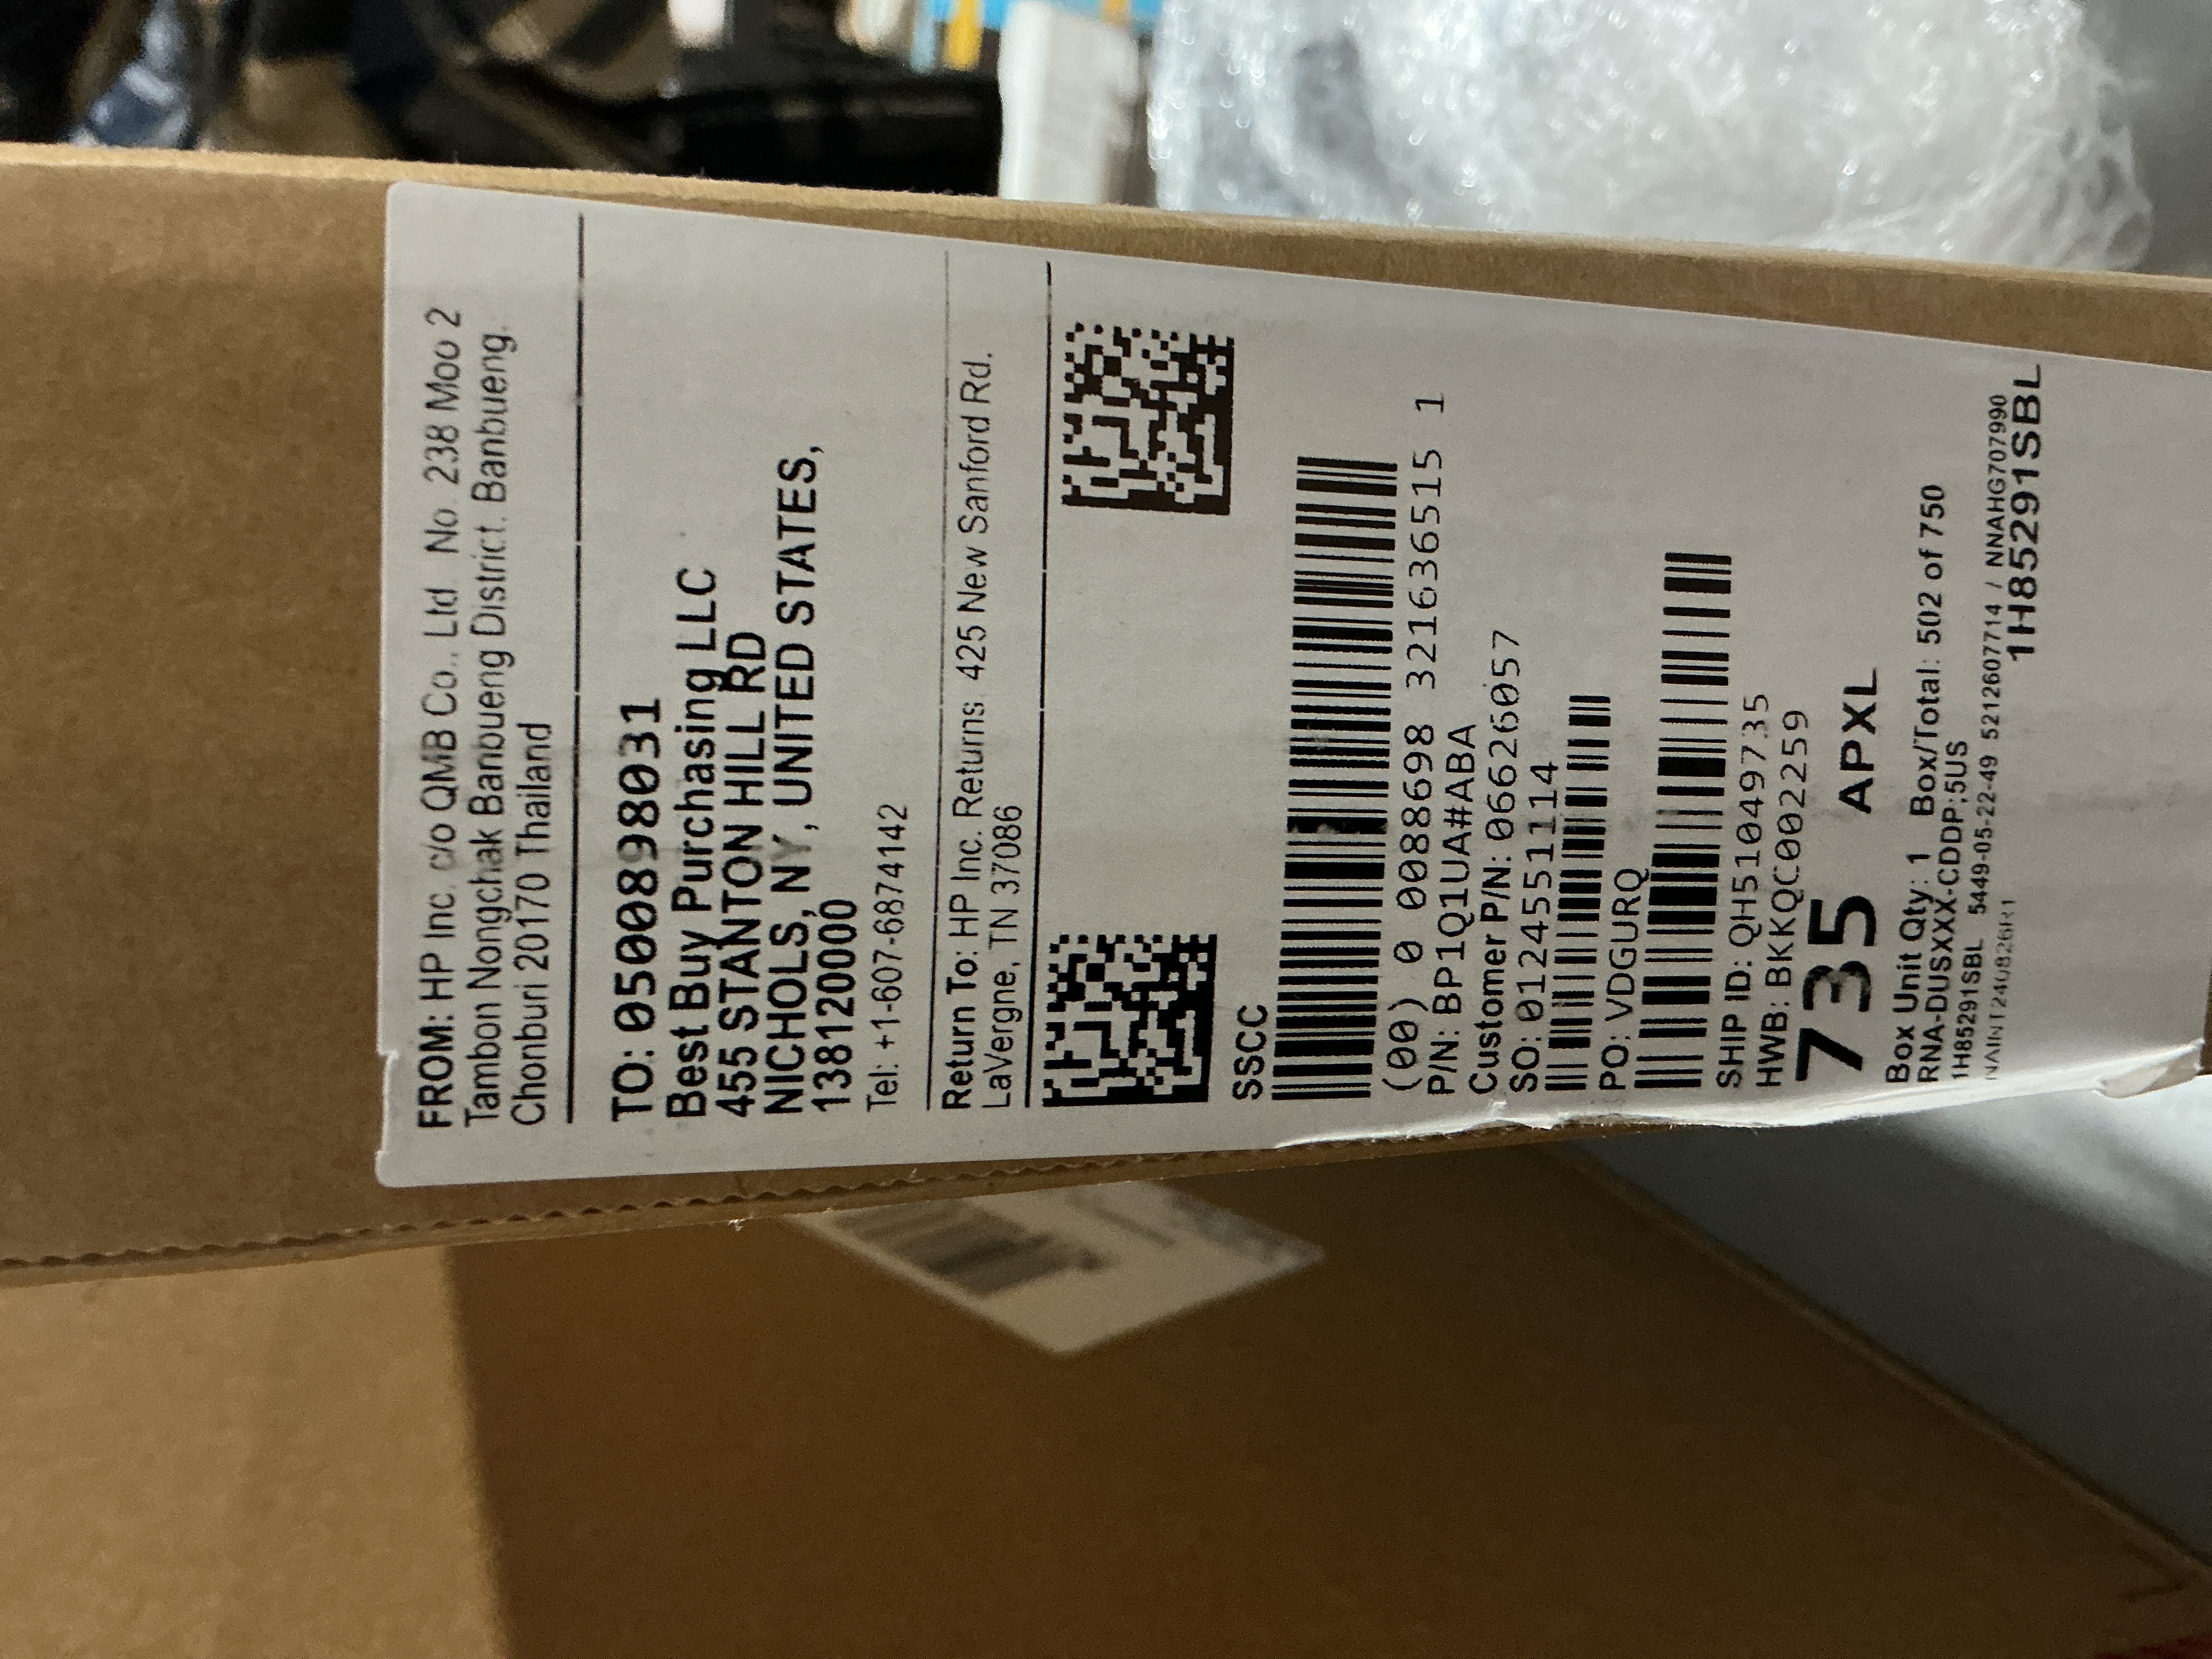 FROM: HP Inc. c/o QMB Co., Ltd No. 238 Moo 2
Tambon Nongchak Banbueng District. Banbueng.
Chonburi 20170 Thailand
TO: 0500898031
Best Buy Purchasing LLC
455 STANTON HILL RD
NICHOLS, NY, UNITED STATES,
138120000
Tel: +1-607-6874142
Return To: HP Inc. Returns 425 New Sanford Rd.
LaVergne, TN 37086
SSCC
(00) 0 0088698 321636515 1
P/N: BP1Q1UA#ABA
Customer P/N: 06626057
SO: 0124551114
PO: VDGURQ
SHIP ID: QH51049735
HWB: BKKQC002259
735 APXL
Box Unit Qty: 1 Box/Total: 502 of 750
RNA-DUSXXX-CDDP;5US
1H85291SBL 5449-05-22-49 5212607714 / NNAHG707990
1H85291SBL